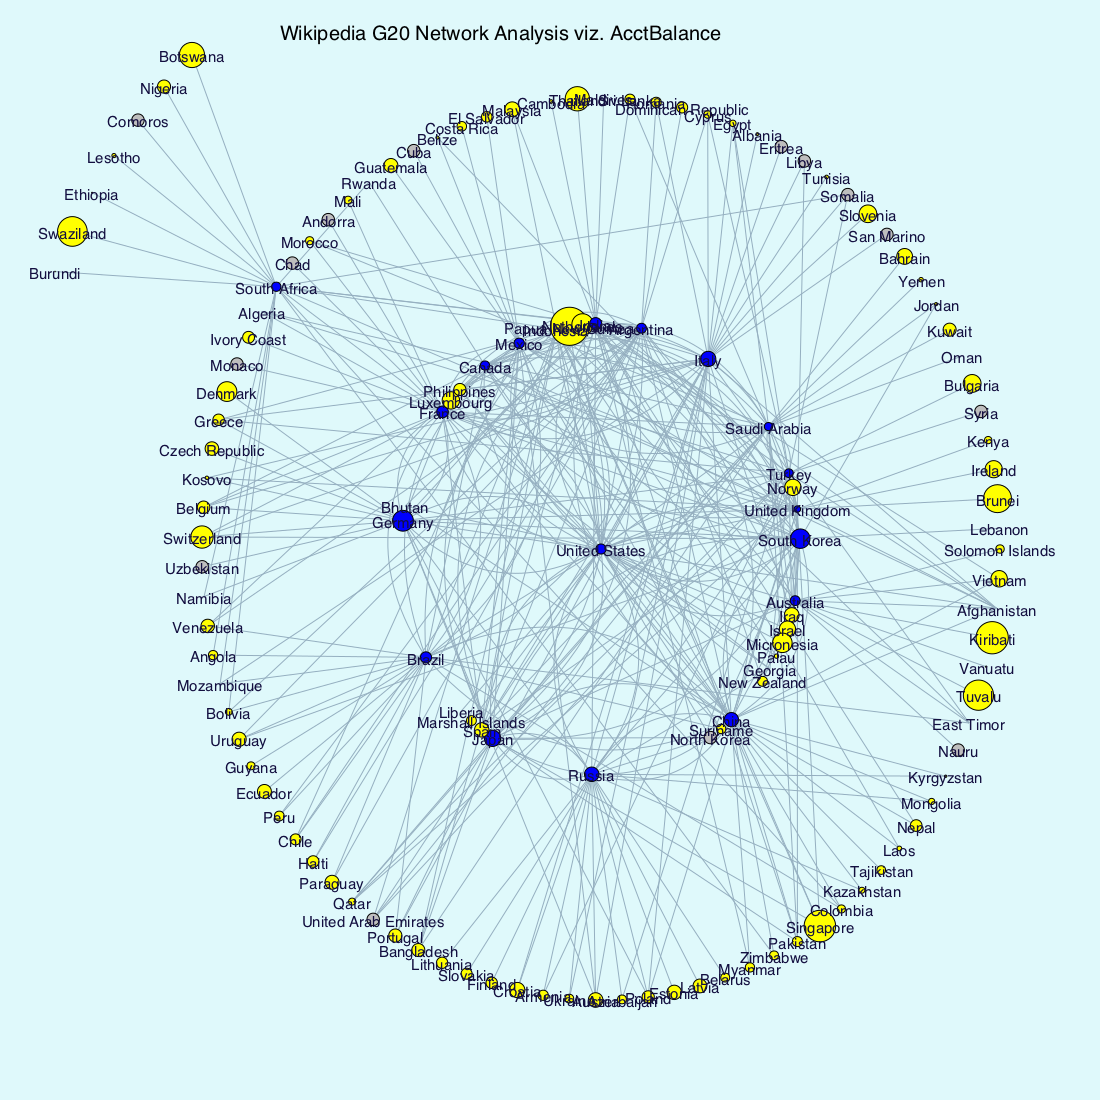 Wikipedia G20 Network Analysis viz. AcctBalance
Botswana
Nigeria
Comoros
Lesotho
Ethiopia
Swaziland
Burundi
South Africa
Cambodia
Thailand
Romania
Malaysia
Dominican Republic
El Salvador
Cyprus
Costa Rica
Egypt
Belize
Albania
Cuba
Eritrea
Guatemala
Libya
Rwanda
Tunisia
Mali
Somalia
Andorra
Slovenia
Morocco
San Marino
Chad
Bahrain
Yemen
Algeria
Jordan
Ivory Coast
Kuwait
Monaco
Oman
Denmark
Bulgaria
Greece
Syria
Czech Republic
Kenya
Kosovo
Ireland
Belgium
Brunei
Switzerland
Lebanon
Uzbekistan
Solomon Islands
Namibia
Vietnam
Venezuela
Afghanistan
Angola
Kiribati
Mozambique
Vanuatu
Bolivia
Tuvalu
Uruguay
East Timor
Guyana
Nauru
Ecuador
Kyrgyzstan
Peru
Mongolia
Chile
Nepal
Haiti
Laos
Paraguay
Tajikistan
Qatar
Kazakhstan
United Arab Emirates
Colombia
Portugal
Singapore
Bangladesh
Pakistan
Lithuania
Zimbabwe
Slovakia
Myanmar
Finland
Belarus
Croatia
Latvia
Armenia
Estonia
Poland
Azerbaijan
Argentina
Mexico
Italy
Canada
Philippines
Luxembourg
France
Saudi Arabia
Turkey
Norway
United Kingdom
Bhutan
Germany
South Korea
United States
Australia
Iraq
Israel
Micronesia
Palau
Georgia
New Zealand
Brazil
Liberia
Marshall Islands
Spain
Japan
China
Suriname
North Korea
Russia